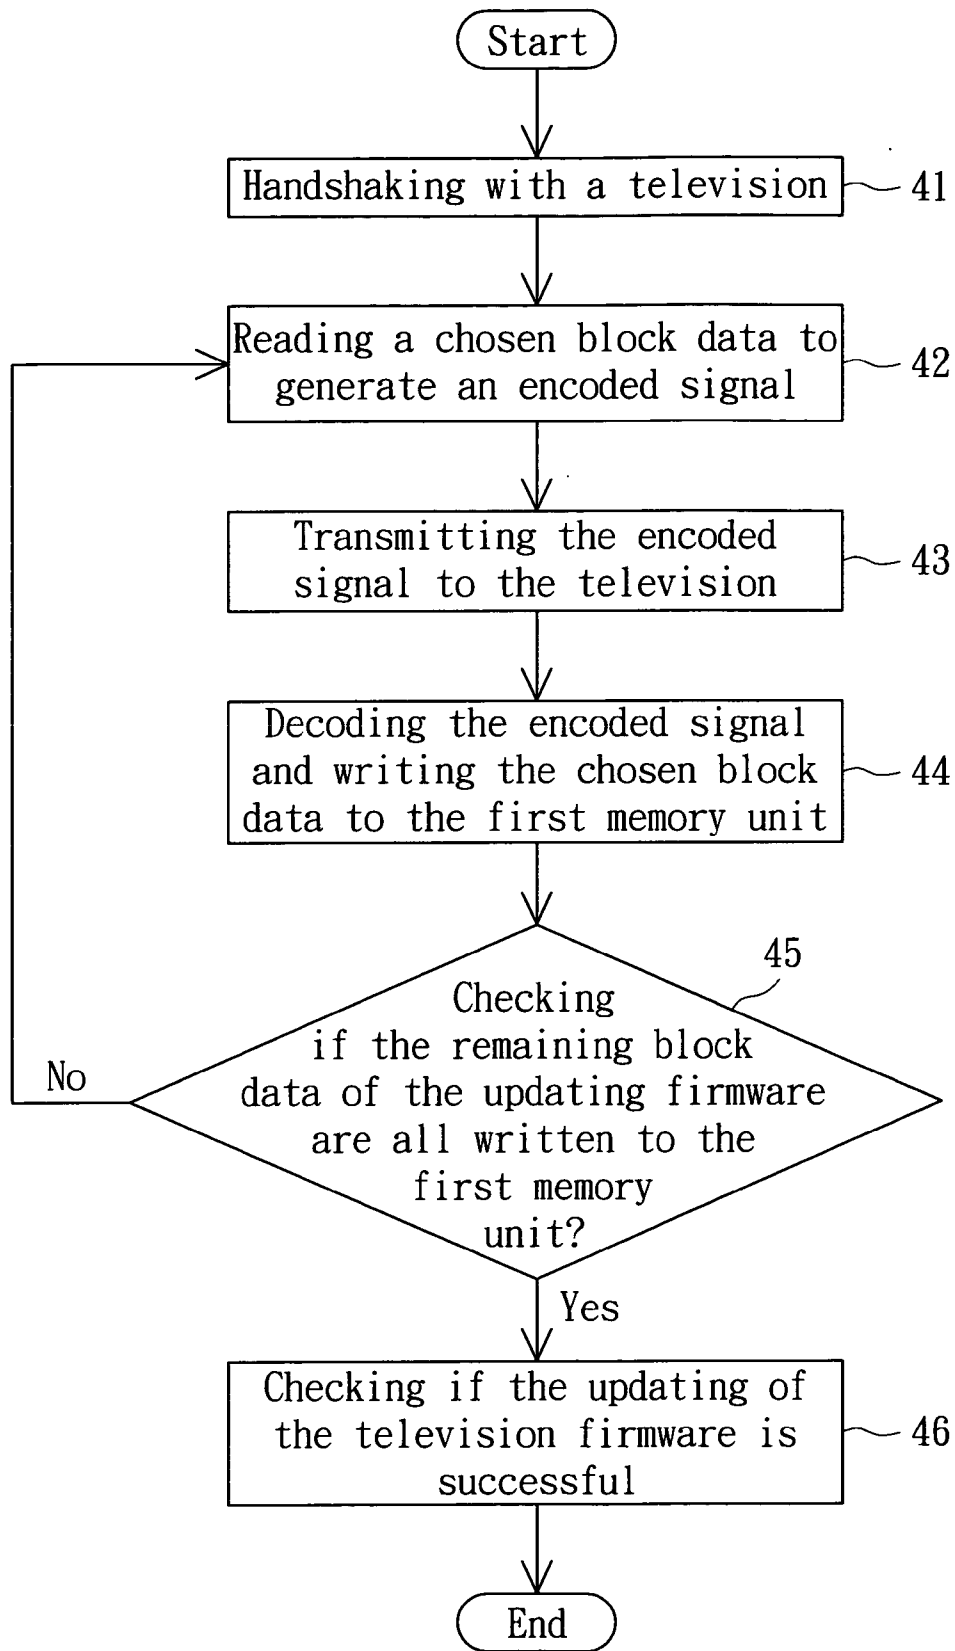 Start
Handshaking with a television
41
Reading a chosen block data to
generate an encoded signal
42
Transmitting the encoded
signal to the television
43
Decoding the encoded signal
and writing the chosen block
data to the first memory unit
44
45
Checking
if the remaining block
data of the updating firmware
are all written to the
first memory
unit?
No
Yes
Checking if the updating of
the television firmware is
successful
46
End